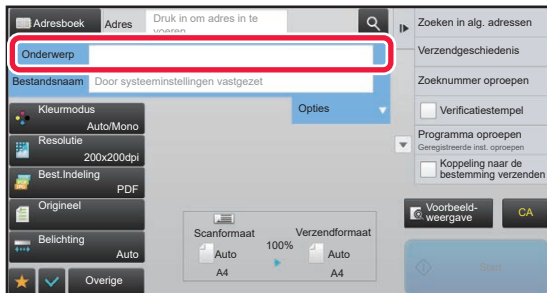 Adresboek
Adres
Druk in om adres in te
voeren
Onderwerp
Bestandsnaam
Door systeeminstellingen vastgezet
Opties
Kleurmodus
Auto/Mono
Resolutie
200x200dpi
Best.Indeling
PDF
Origineel
Belichting
Auto
Overige
Scanformaat
Auto
A4
100%
Verzendformaat
Auto
A4
Zoeken in alg. adressen
Verzendgeschiedenis
Zoeknummer oproepen
Verificatiestempel
Programma oproepen
Geregistreerde inst. oproepen
Koppeling naar de
bestemming verzenden
Voorbeeld-
weergave
CA
Start